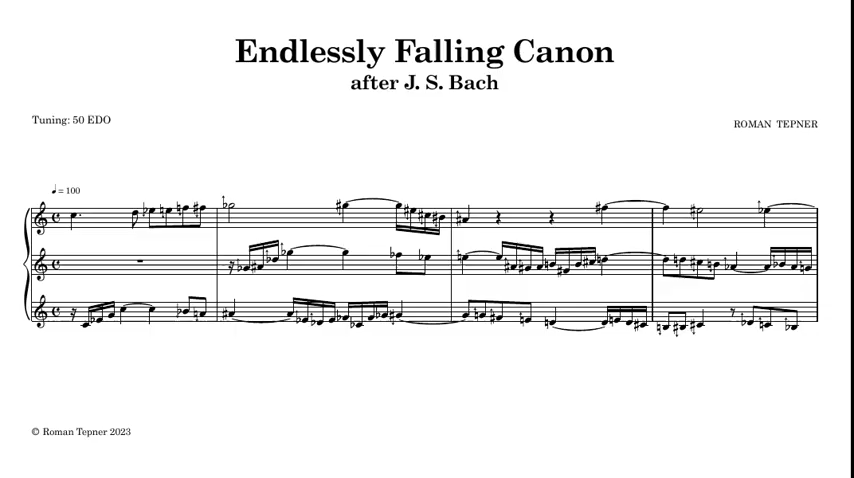 Endlessly Falling Canon
after J. S. Bach
Tuning: 50 EDO
ROMAN TEPNER
♩ = 100
© Roman Tepner 2023